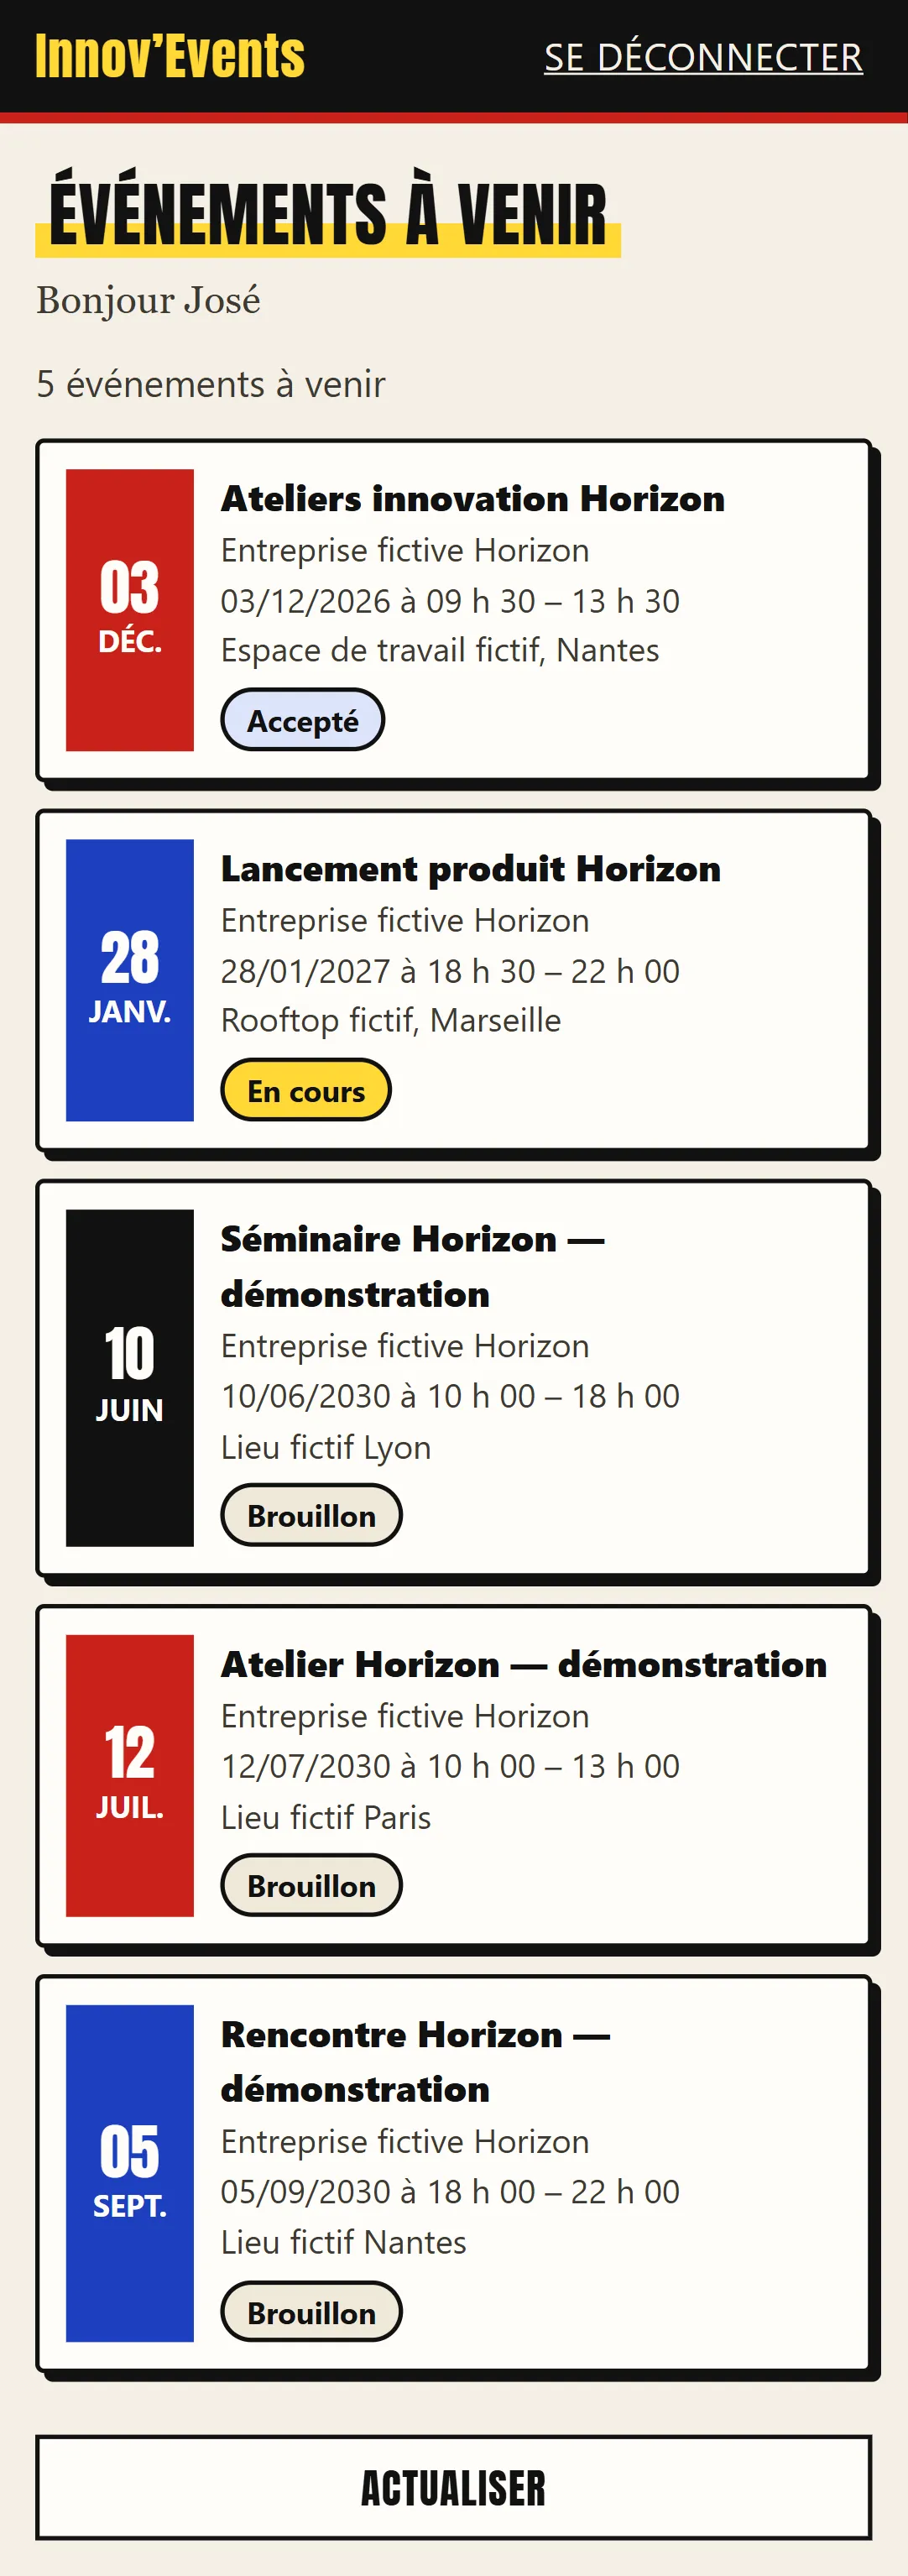 Innov’Events
SE DÉCONNECTER
ÉVÉNEMENTS À VENIR
Bonjour José
5 événements à venir
03
DÉC.
Ateliers innovation Horizon
Entreprise fictive Horizon
03/12/2026 à 09 h 30 – 13 h 30
Espace de travail fictif, Nantes
Accepté
28
JANV.
Lancement produit Horizon
Entreprise fictive Horizon
28/01/2027 à 18 h 30 – 22 h 00
Rooftop fictif, Marseille
En cours
10
JUIN
Séminaire Horizon —
démonstration
Entreprise fictive Horizon
10/06/2030 à 10 h 00 – 18 h 00
Lieu fictif Lyon
Brouillon
12
JUIL.
Atelier Horizon — démonstration
Entreprise fictive Horizon
12/07/2030 à 10 h 00 – 13 h 00
Lieu fictif Paris
Brouillon
05
SEPT.
Rencontre Horizon —
démonstration
Entreprise fictive Horizon
05/09/2030 à 18 h 00 – 22 h 00
Lieu fictif Nantes
Brouillon
ACTUALISER